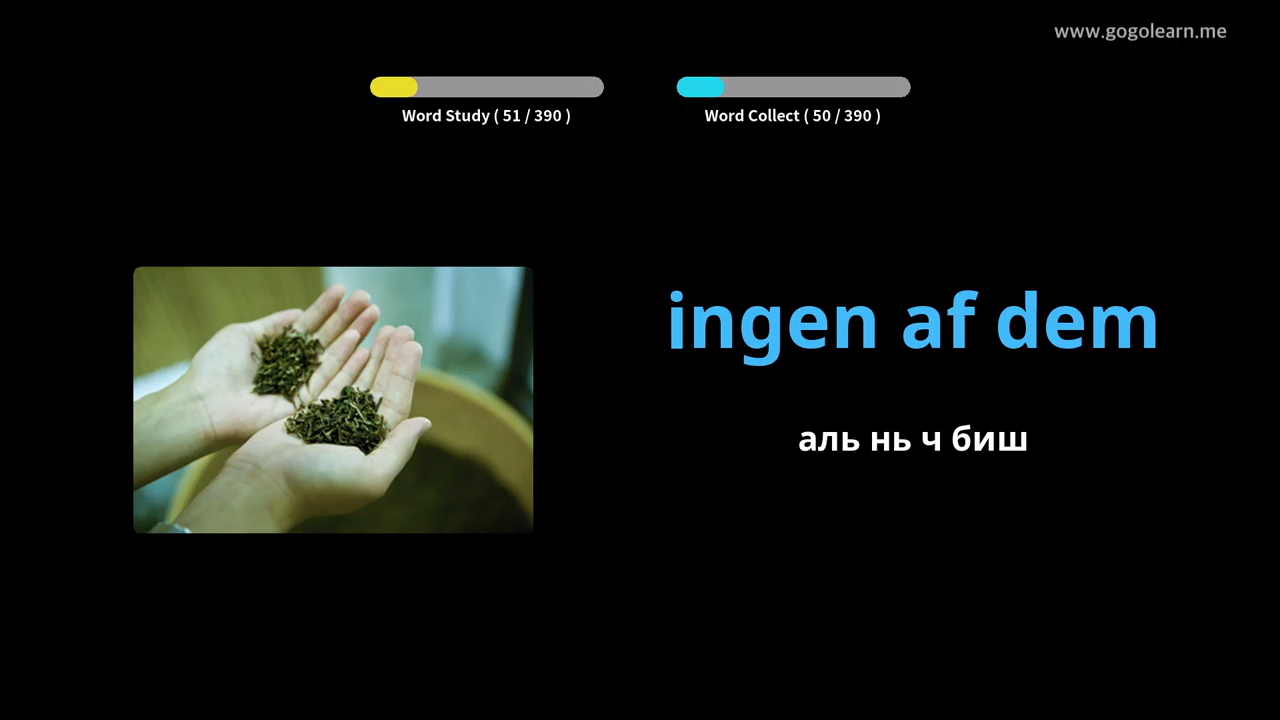 www.gogolearn.me
Word Study ( 51 / 390 )
Word Collect ( 50 / 390 )
ingen af dem
аль нь ч биш